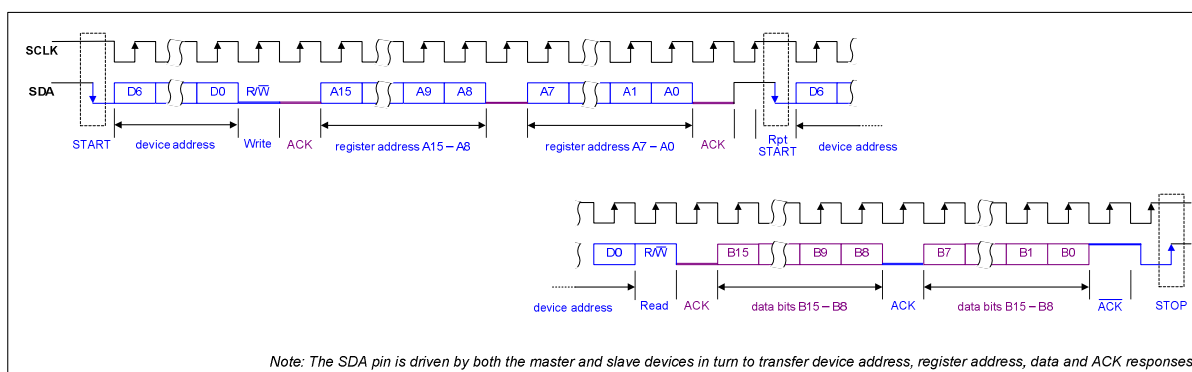 SCLK
SDA D6 D0 R/W̅ A15 A9 A8 A7 A1 A0 D6
START device address Write ACK register address A15 – A8 register address A7 – A0 ACK Rpt START device address
D0 R/W̅ B15 B9 B8 B7 B1 B0
device address Read ACK data bits B15 – B8 ACK data bits B15 – B8 A̅C̅K̅ STOP
Note: The SDA pin is driven by both the master and slave devices in turn to transfer device address, register address, data and ACK responses